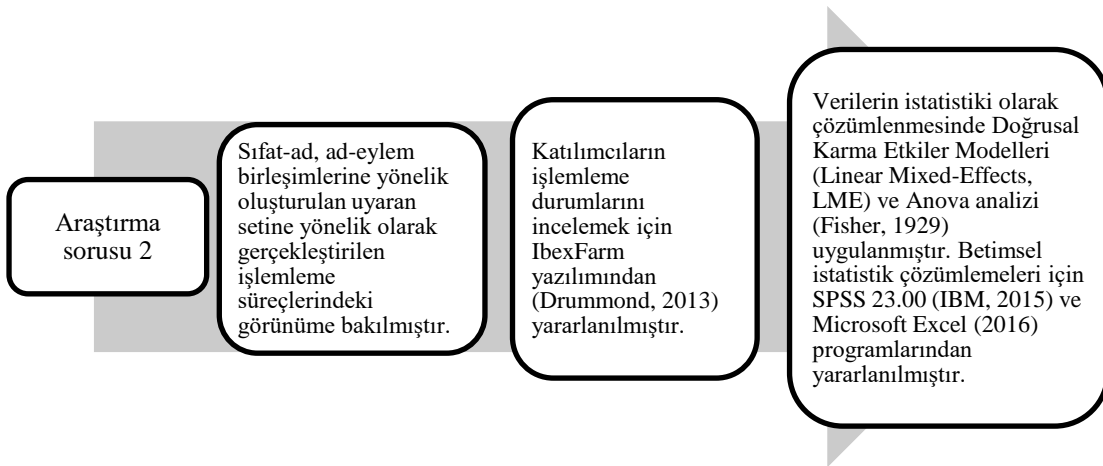 Araştırma
sorusu 2
Sıfat-ad, ad-eylem
birleşimlerine yönelik
oluşturulan uyaran
setine yönelik olarak
gerçekleştirilen
işlemleme
süreçlerindeki
görünüme bakılmıştır.
Katılımcıların
işlemleme
durumlarını
incelemek için
IbexFarm
yazılımından
(Drummond, 2013)
yararlanılmıştır.
Verilerin istatistiki olarak
çözümlenmesinde Doğrusal
Karma Etkiler Modelleri
(Linear Mixed-Effects,
LME) ve Anova analizi
(Fisher, 1929)
uygulanmıştır. Betimsel
istatistik çözümlemeleri için
SPSS 23.00 (IBM, 2015) ve
Microsoft Excel (2016)
programlarından
yararlanılmıştır.